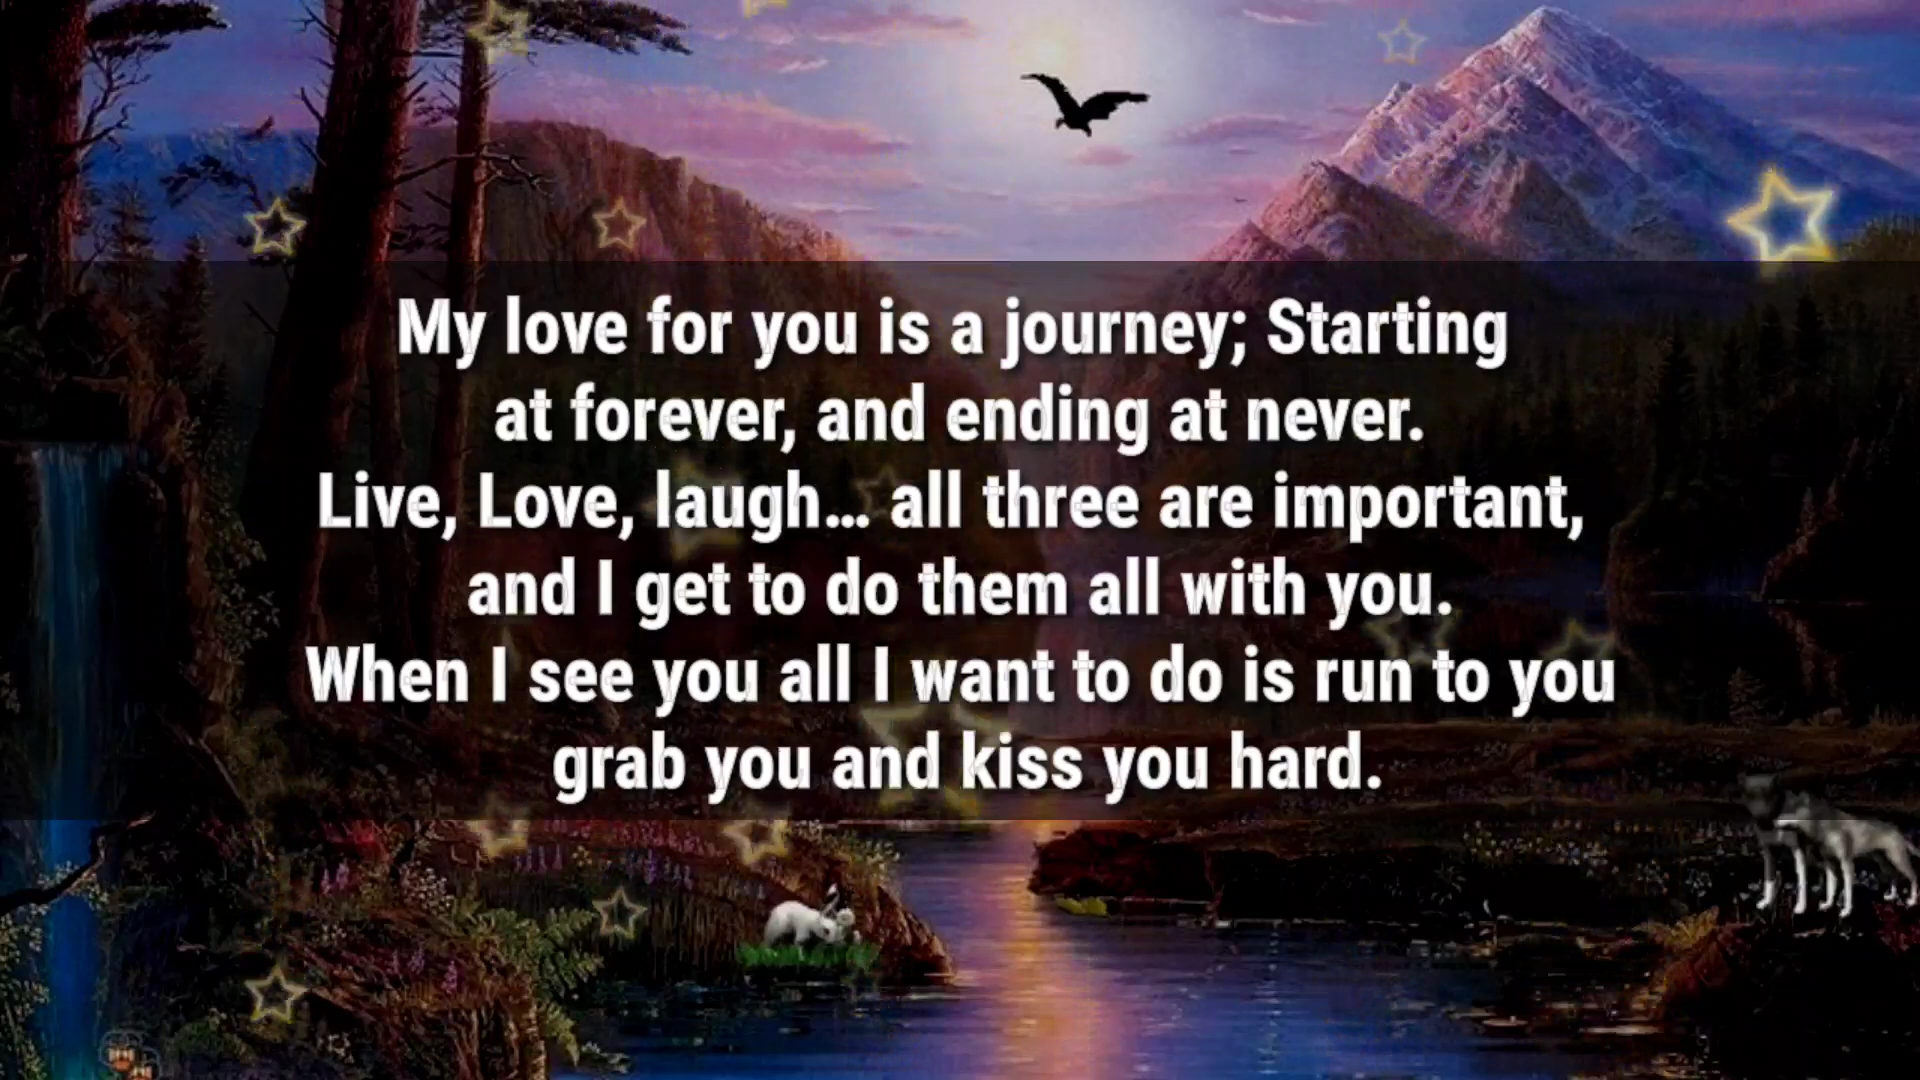 My love for you is a journey; Starting
at forever, and ending at never.
Live, Love, laugh… all three are important,
and I get to do them all with you.
When I see you all I want to do is run to you
grab you and kiss you hard.